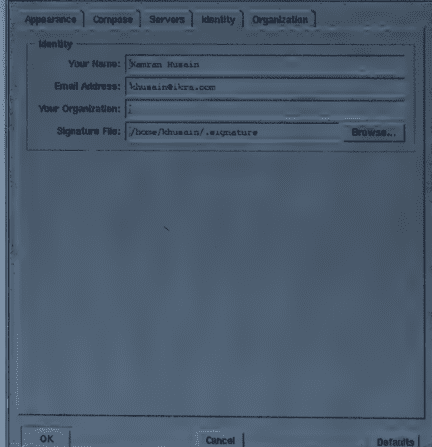 Appearance Compose Servers Identity Organization
Identity
Your Name: Kamran Husain
Email Address: khusain@ikra.com
Your Organization:
Signature File: /home/khusain/.signature Browse...
OK Cancel Defaults